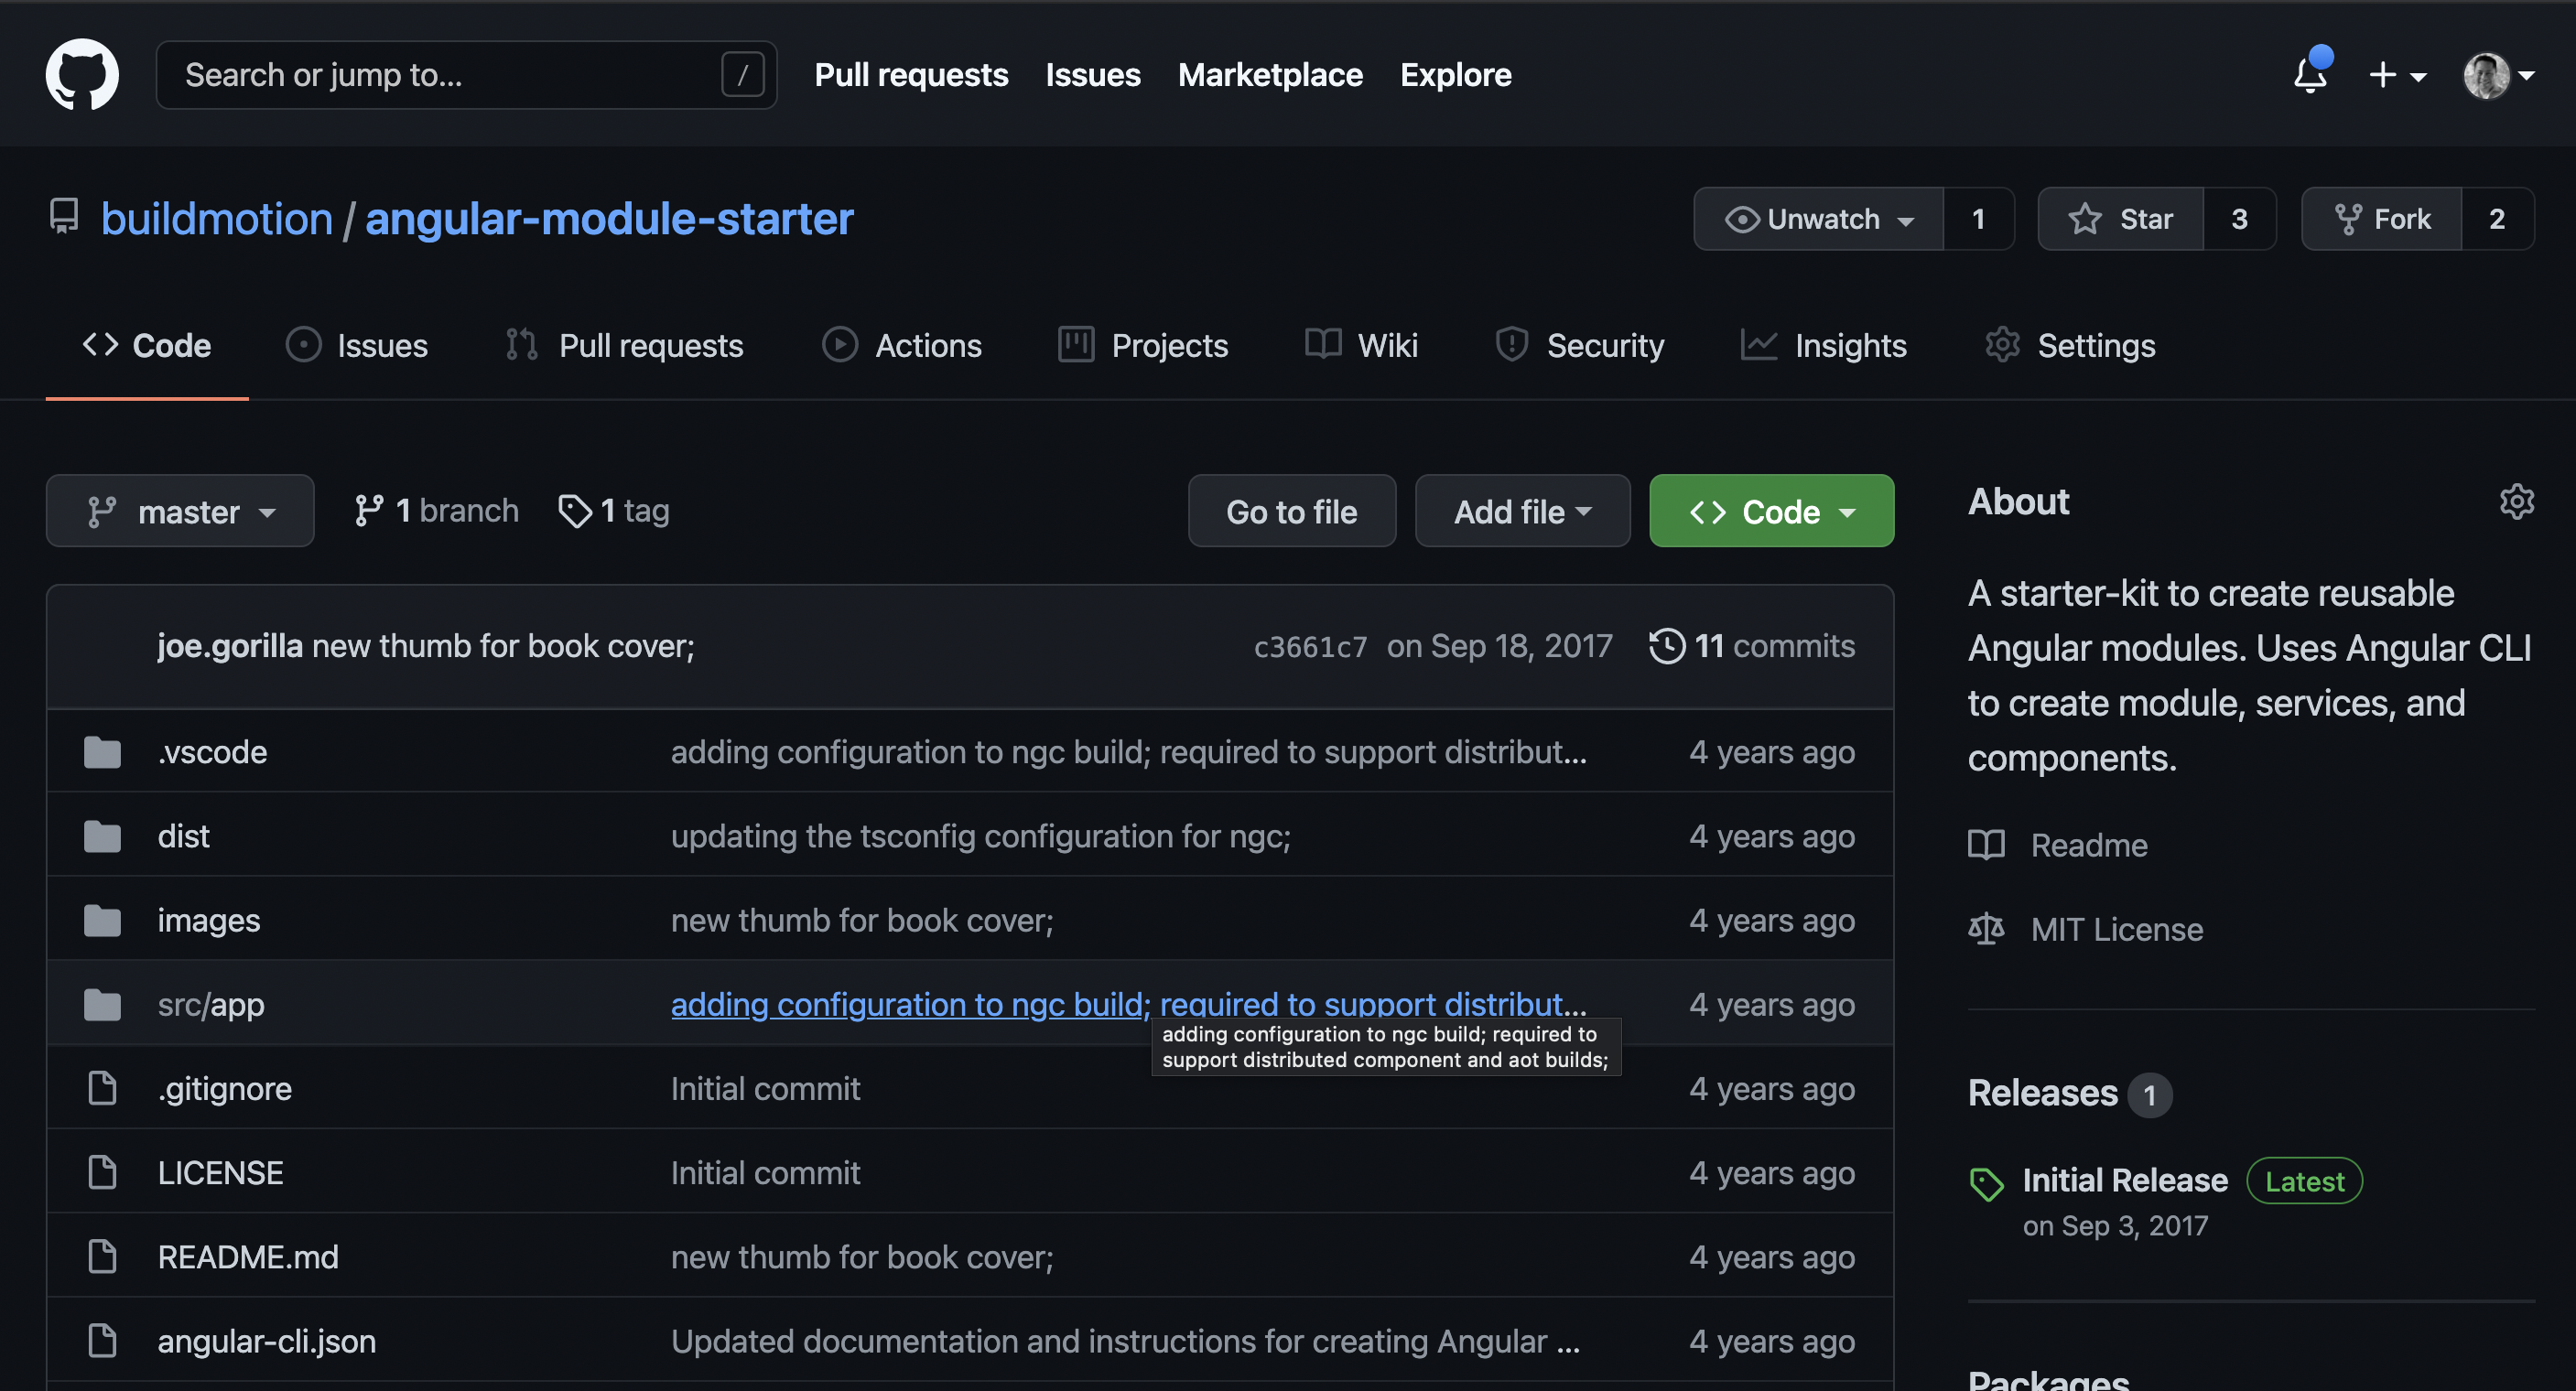 Search or jump to... /
Pull requests Issues Marketplace Explore
buildmotion / angular-module-starter
Unwatch 1 Star 3 Fork 2
Code Issues Pull requests Actions Projects Wiki Security Insights Settings
master 1 branch 1 tag
Go to file Add file Code
joe.gorilla new thumb for book cover; c3661c7 on Sep 18, 2017 11 commits
.vscode adding configuration to ngc build; required to support distribut... 4 years ago
dist updating the tsconfig configuration for ngc; 4 years ago
images new thumb for book cover; 4 years ago
src/app adding configuration to ngc build; required to support distribut... 4 years ago
adding configuration to ngc build; required to
support distributed component and aot builds;
.gitignore Initial commit 4 years ago
LICENSE Initial commit 4 years ago
README.md new thumb for book cover; 4 years ago
angular-cli.json Updated documentation and instructions for creating Angular ... 4 years ago
About
A starter-kit to create reusable
Angular modules. Uses Angular CLI
to create module, services, and
components.
Readme
MIT License
Releases 1
Initial Release Latest
on Sep 3, 2017
Packages